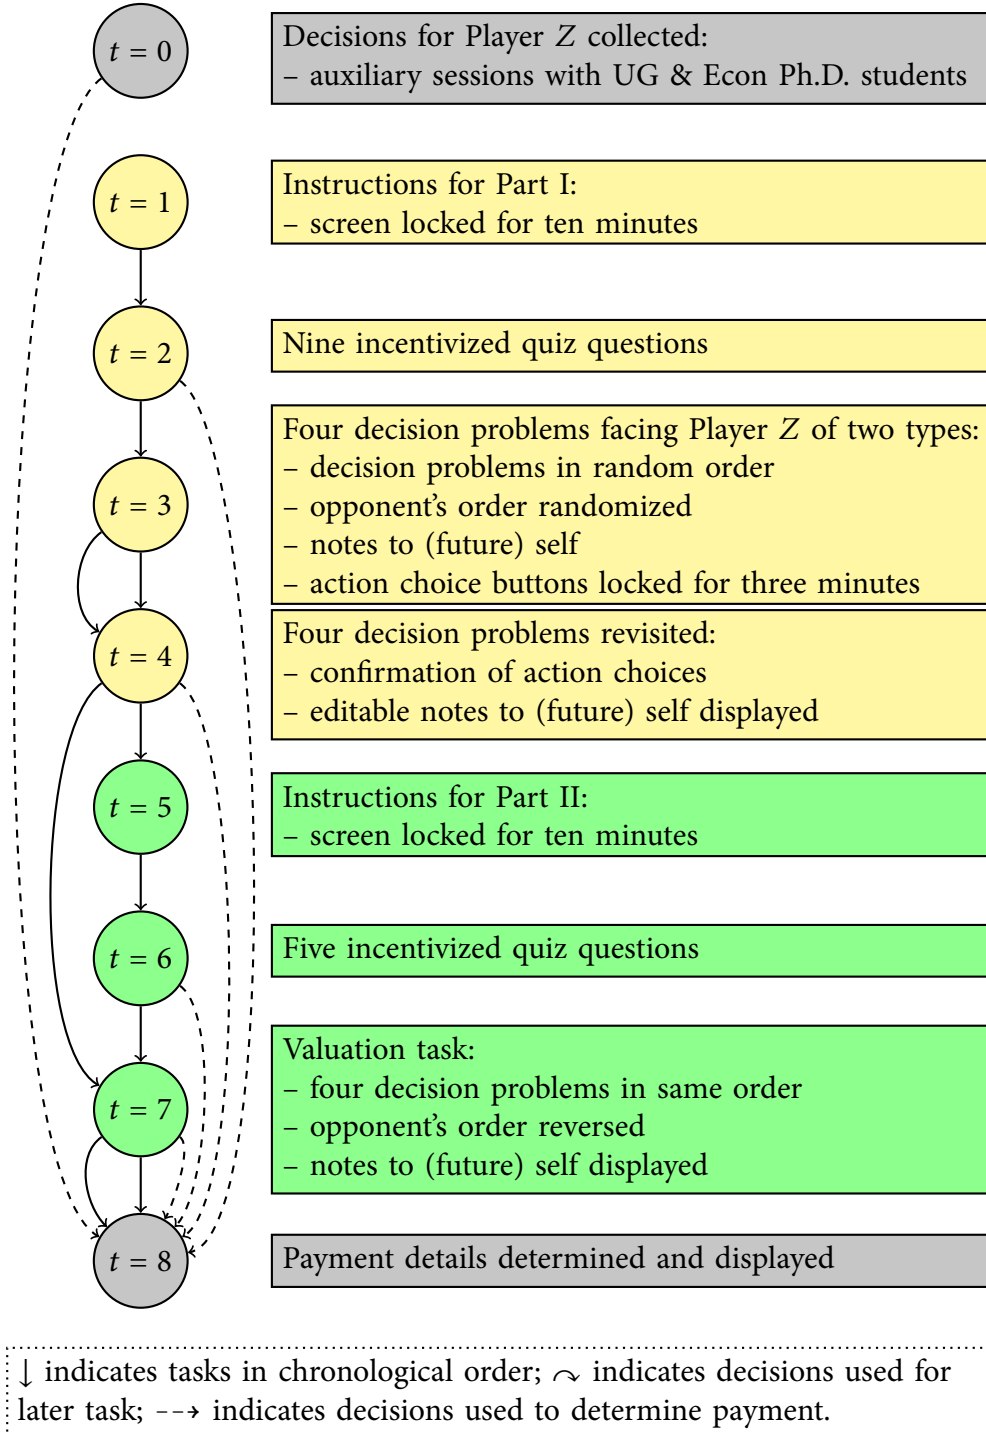 t = 0
Decisions for Player Z collected:
– auxiliary sessions with UG & Econ Ph.D. students
t = 1
Instructions for Part I:
– screen locked for ten minutes
t = 2
Nine incentivized quiz questions
t = 3
Four decision problems facing Player Z of two types:
– decision problems in random order
– opponent's order randomized
– notes to (future) self
– action choice buttons locked for three minutes
t = 4
Four decision problems revisited:
– confirmation of action choices
– editable notes to (future) self displayed
t = 5
Instructions for Part II:
– screen locked for ten minutes
t = 6
Five incentivized quiz questions
t = 7
Valuation task:
– four decision problems in same order
– opponent's order reversed
– notes to (future) self displayed
t = 8
Payment details determined and displayed
↓ indicates tasks in chronological order; ↷ indicates decisions used for
later task; --→ indicates decisions used to determine payment.